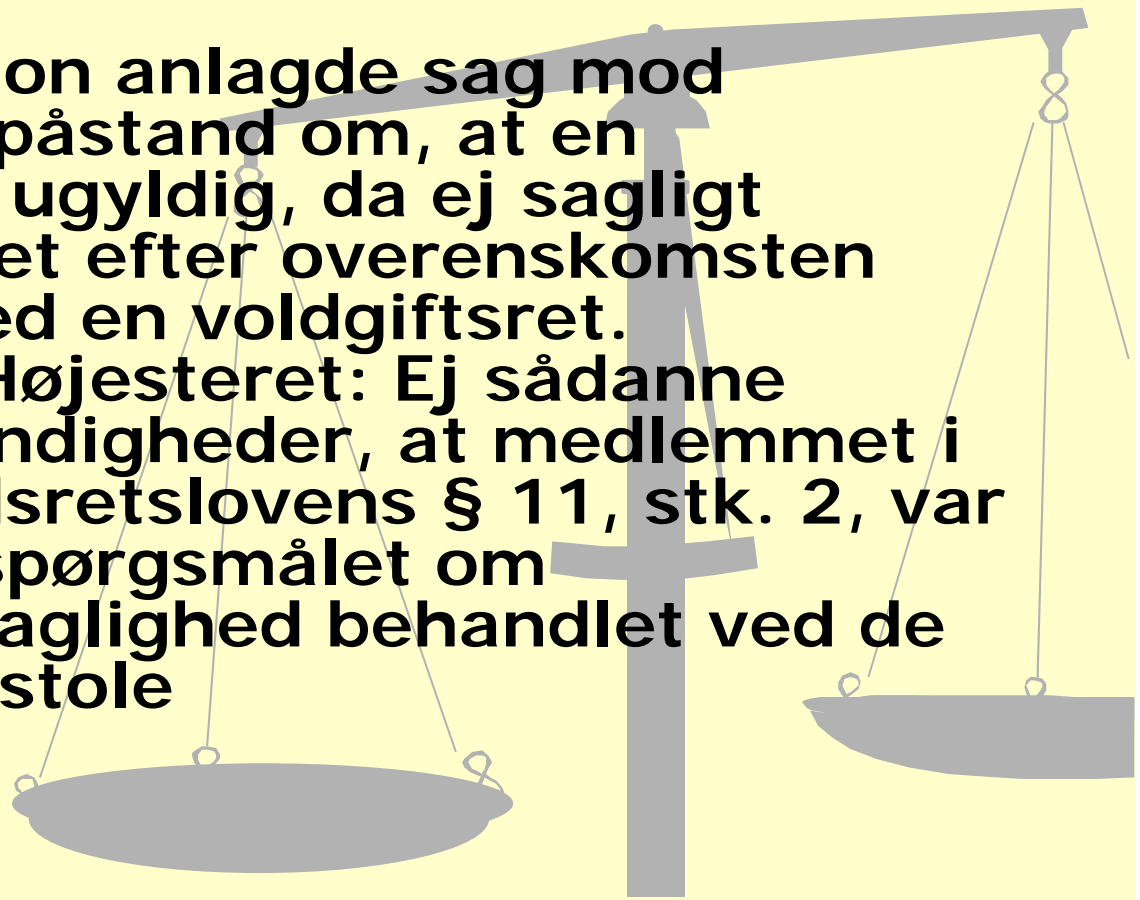 on anlagde sag mod
påstand om, at en
ugyldig, da ej sagligt
et efter overenskomsten
ed en voldgiftsret.
Højesteret: Ej sådanne
ndigheder, at medlemmet i
lsretslovens § 11, stk. 2, var
spørgsmålet om
aglighed behandlet ved de
stole